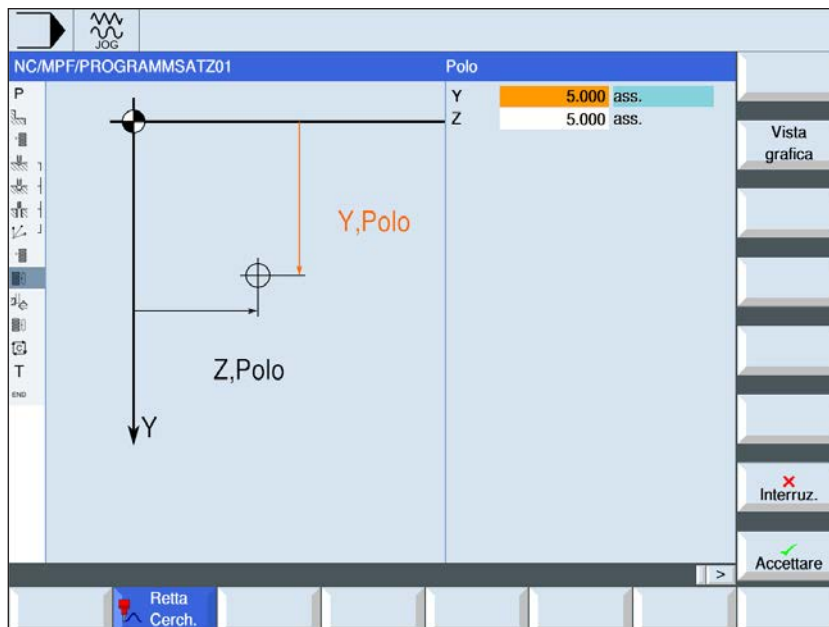 JOG
NC/MPF/PROGRAMMSATZ01
Polo
P
T
END
Y,Polo
Z,Polo
Y
Y 5.000 ass.
Z 5.000 ass.
Vista
grafica
Interruz.
Accettare
>
Retta
Cerch.